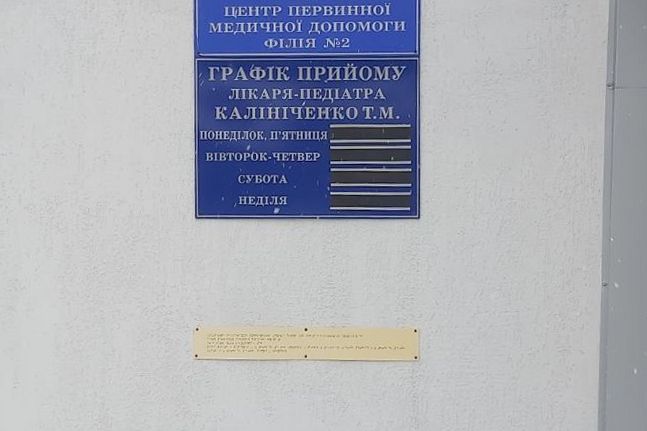 ЦЕНТР ПЕРВИННОЇ
МЕДИЧНОЇ ДОПОМОГИ
ФІЛІЯ №2
ГРАФІК ПРИЙОМУ
ЛІКАРЯ-ПЕДІАТРА
КАЛІНІЧЕНКО Т.М.
ПОНЕДІЛОК, П'ЯТНИЦЯ
ВІВТОРОК-ЧЕТВЕР
СУБОТА
НЕДІЛЯ